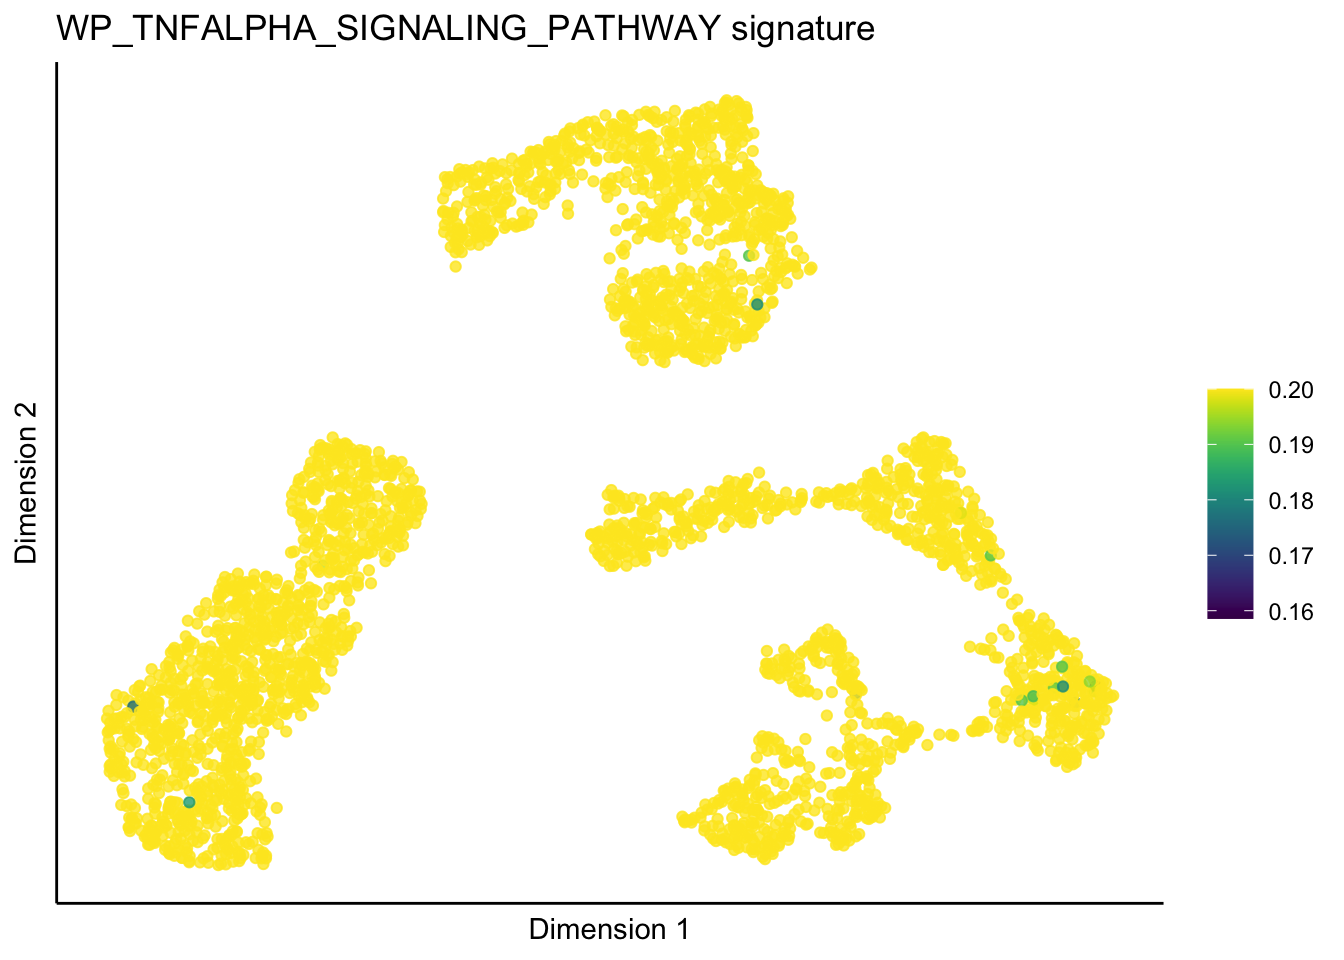 WP_TNFALPHA_SIGNALING_PATHWAY signature
Dimension 2
0.20
0.19
0.18
0.17
0.16
Dimension 1